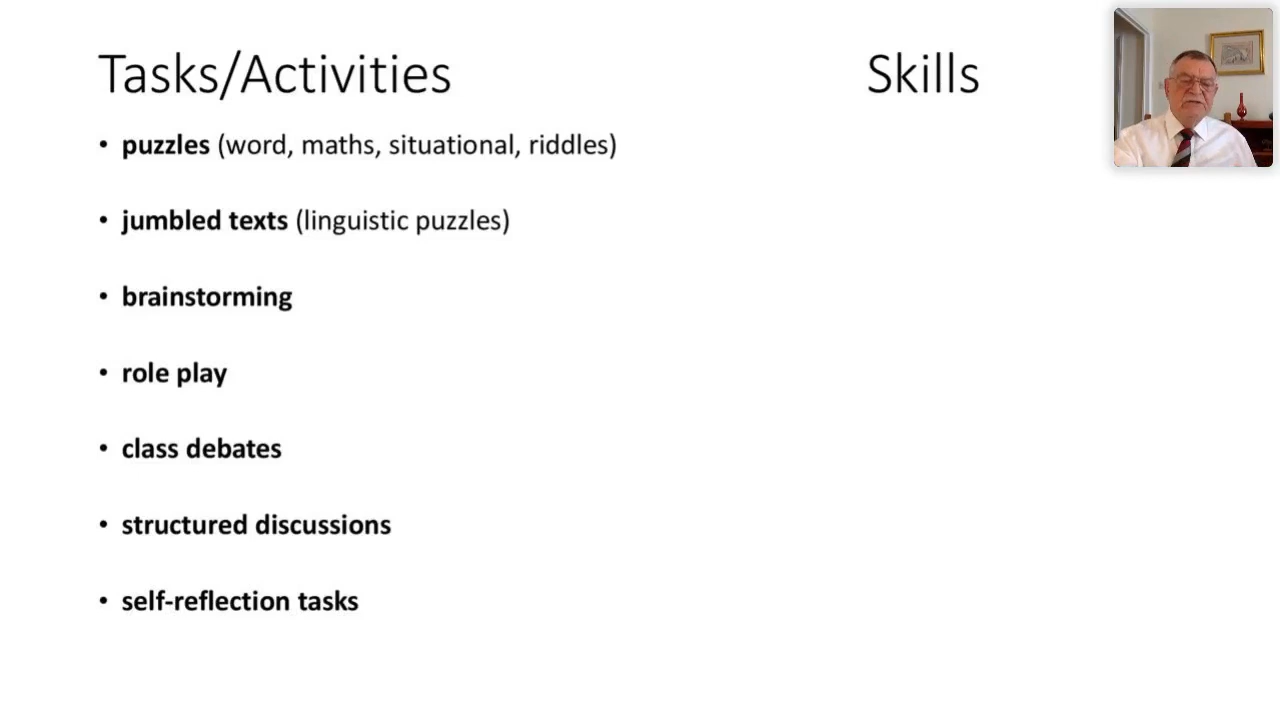 Tasks/Activities
Skills
• puzzles (word, maths, situational, riddles)
• jumbled texts (linguistic puzzles)
• brainstorming
• role play
• class debates
• structured discussions
• self-reflection tasks